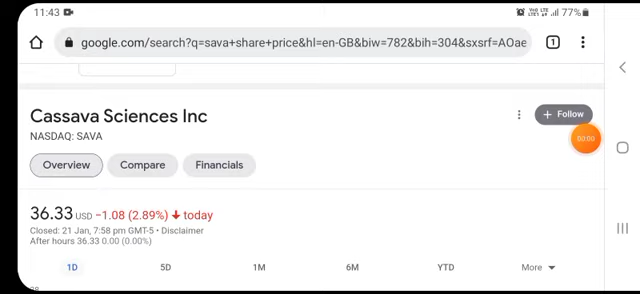 11:43 77%
google.com/search?q=sava+share+price&hl=en-GB&biw=782&bih=304&sxsrf=AOae 1
Cassava Sciences Inc
+ Follow
NASDAQ: SAVA
00:00
Overview Compare Financials
36.33 USD −1.08 (2.89%) today
Closed: 21 Jan, 7:58 pm GMT-5 • Disclaimer
After hours 36.33 0.00 (0.00%)
1D 5D 1M 6M YTD More